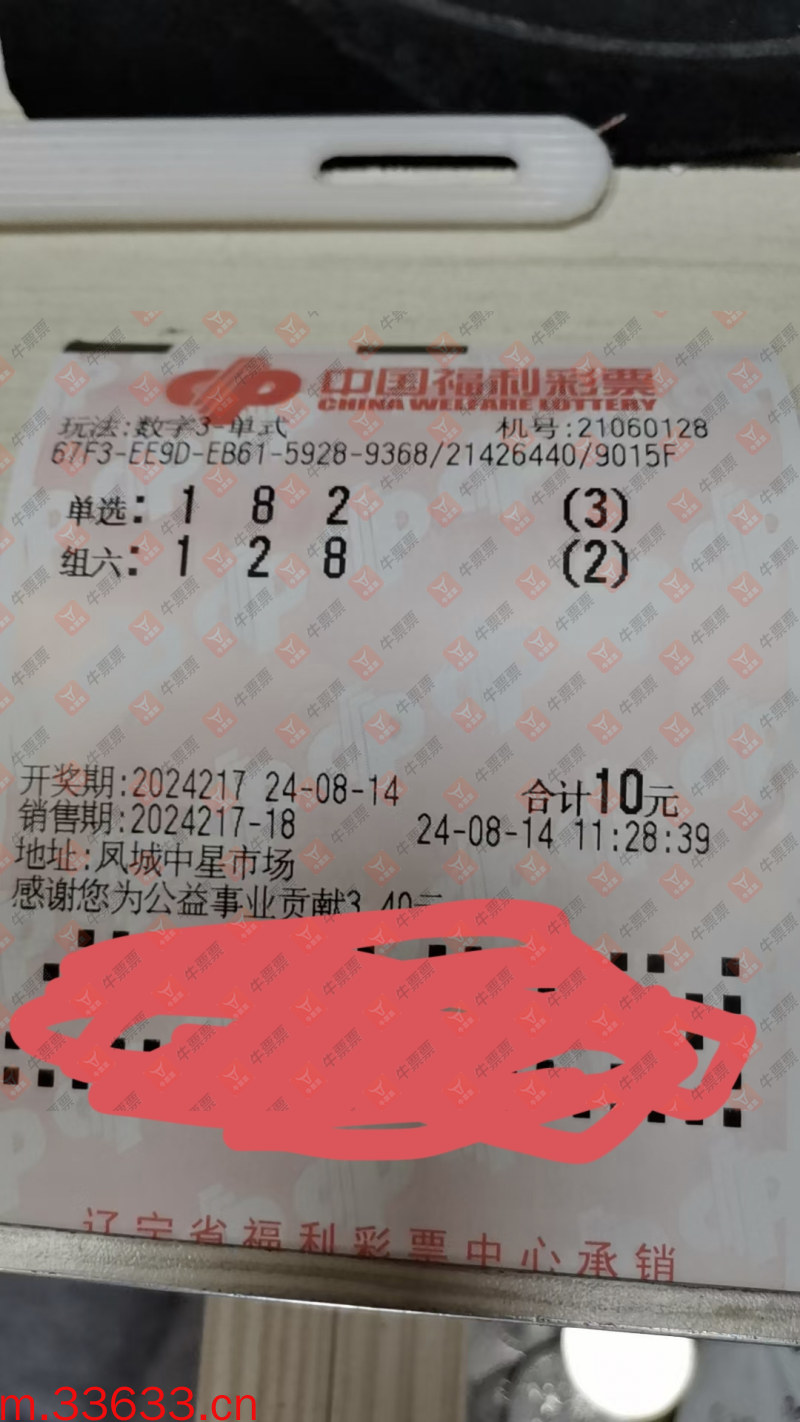 中国福利彩票
CHINA WELFARE LOTTERY
玩法:数字3-单式 机号:21060128
67F3-EE9D-EB61-5928-9368/21426440/9015F
单选: 1 8 2 (3)
组六: 1 2 8 (2)
开奖期:2024217 24-08-14 合计10元
销售期:2024217-18 24-08-14 11:28:39
地址:凤城中星市场
感谢您为公益事业贡献3.40元
辽宁省福利彩票中心承销
牛票票
m.33633.cn